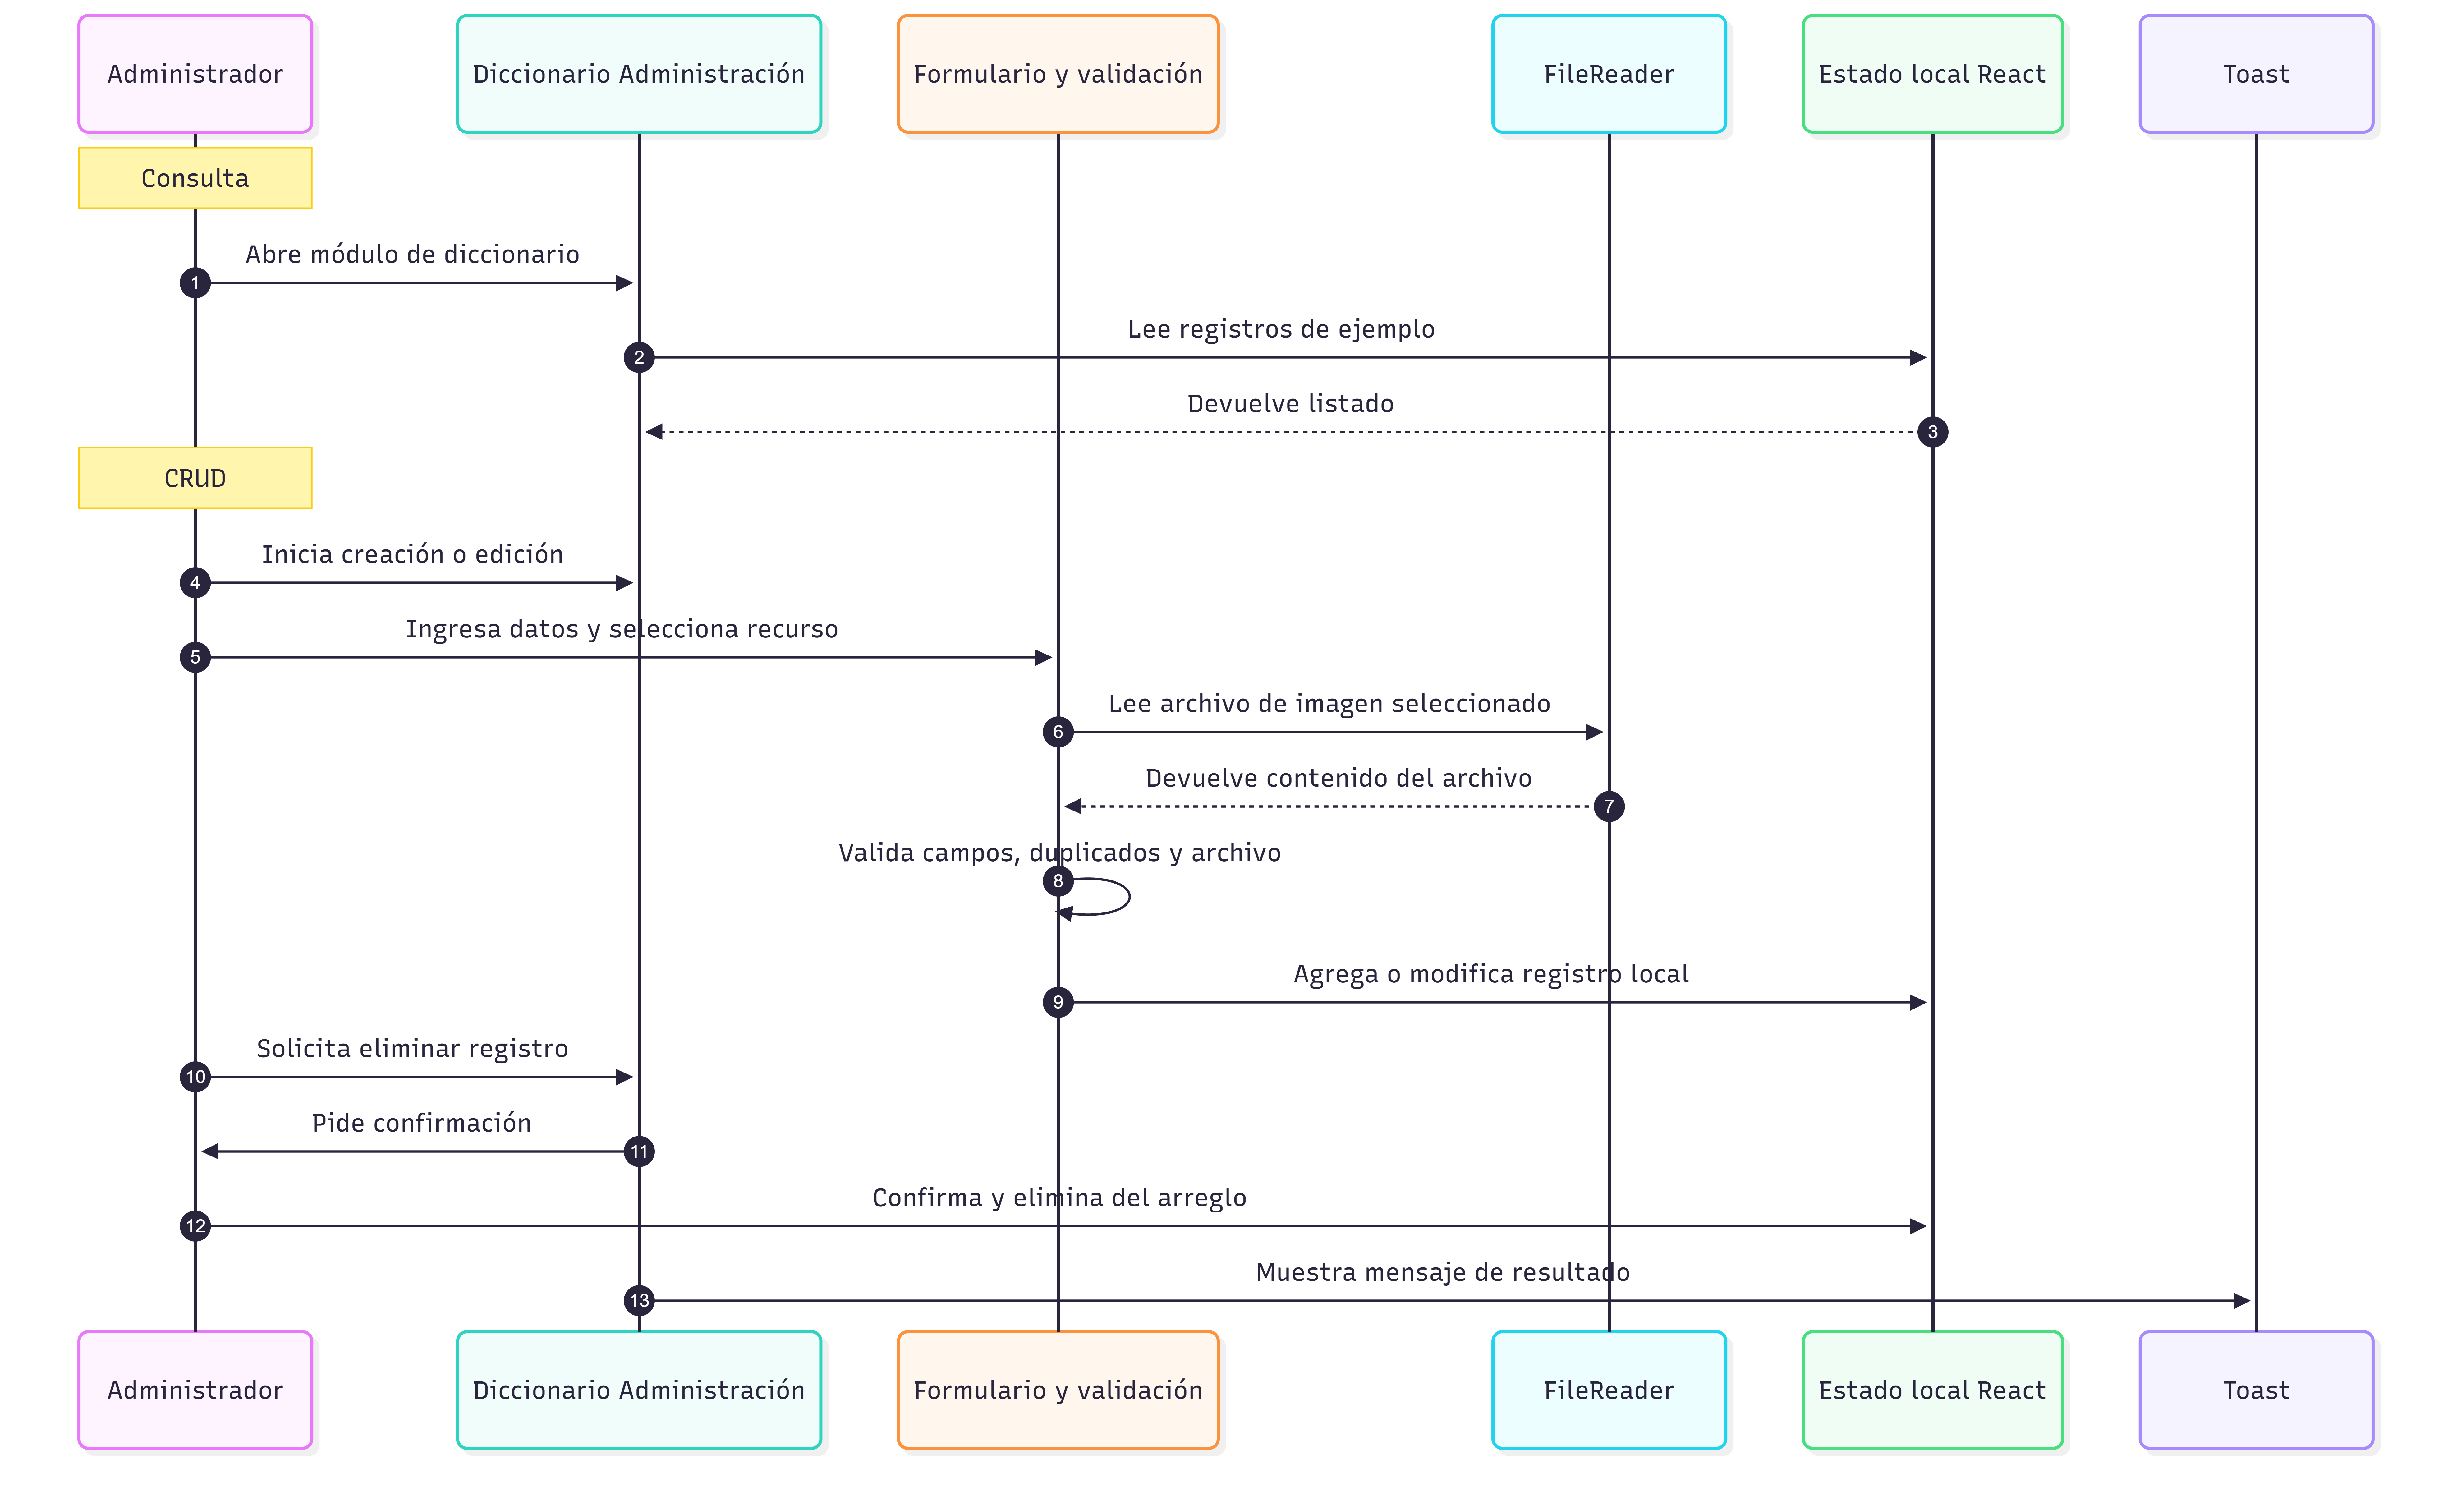 Administrador
Diccionario Administración
Formulario y validación
FileReader
Estado local React
Toast
Consulta
Abre módulo de diccionario
1
Lee registros de ejemplo
2
Devuelve listado
3
CRUD
Inicia creación o edición
4
Ingresa datos y selecciona recurso
5
Lee archivo de imagen seleccionado
6
Devuelve contenido del archivo
7
Valida campos, duplicados y archivo
8
Agrega o modifica registro local
9
Solicita eliminar registro
10
Pide confirmación
11
Confirma y elimina del arreglo
12
Muestra mensaje de resultado
13
Administrador
Diccionario Administración
Formulario y validación
FileReader
Estado local React
Toast